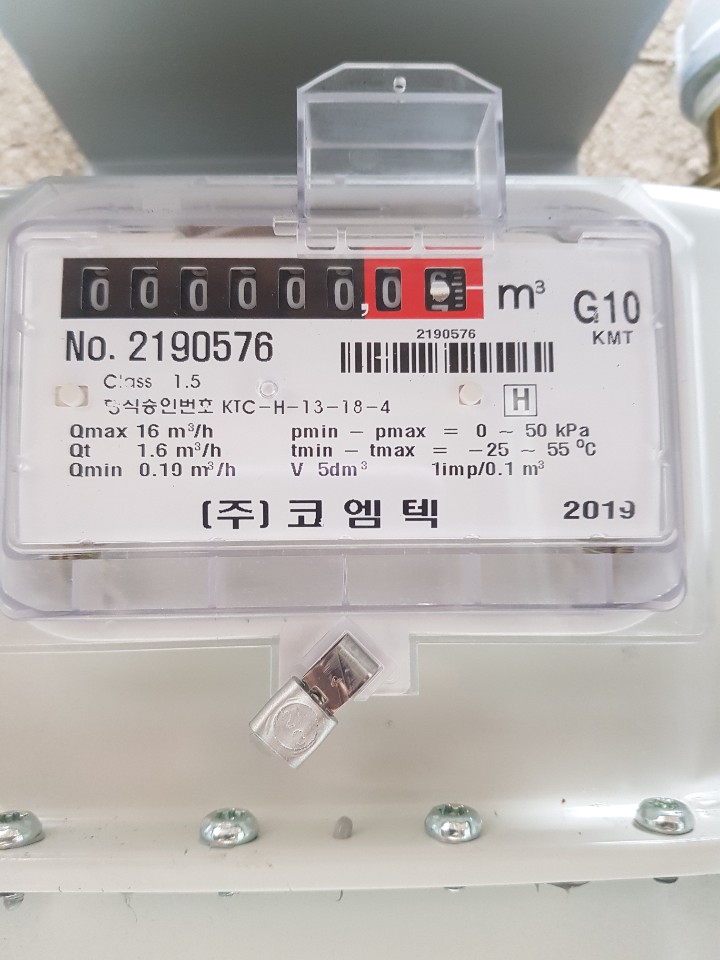 000000,06 m³
G10
KMT
No. 2190576
2190576
Class 1.5
형식승인번호 KTC-H-13-18-4
H
Qmax 16 m³/h pmin - pmax = 0 ~ 50 kPa
Qt 1.6 m³/h tmin - tmax = -25 ~ 55 ℃
Qmin 0.10 m³/h V 5dm³ 1imp/0.1 m³
(주) 코 엠 텍 2019